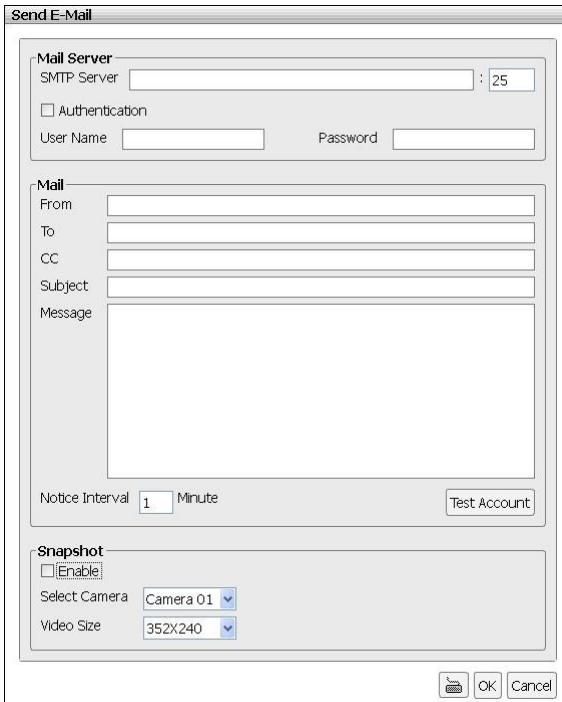 Send E-Mail
Mail Server
SMTP Server : 25
Authentication
User Name Password
Mail
From
To
CC
Subject
Message
Notice Interval 1 Minute Test Account
Snapshot
Enable
Select Camera Camera 01
Video Size 352X240
OK Cancel